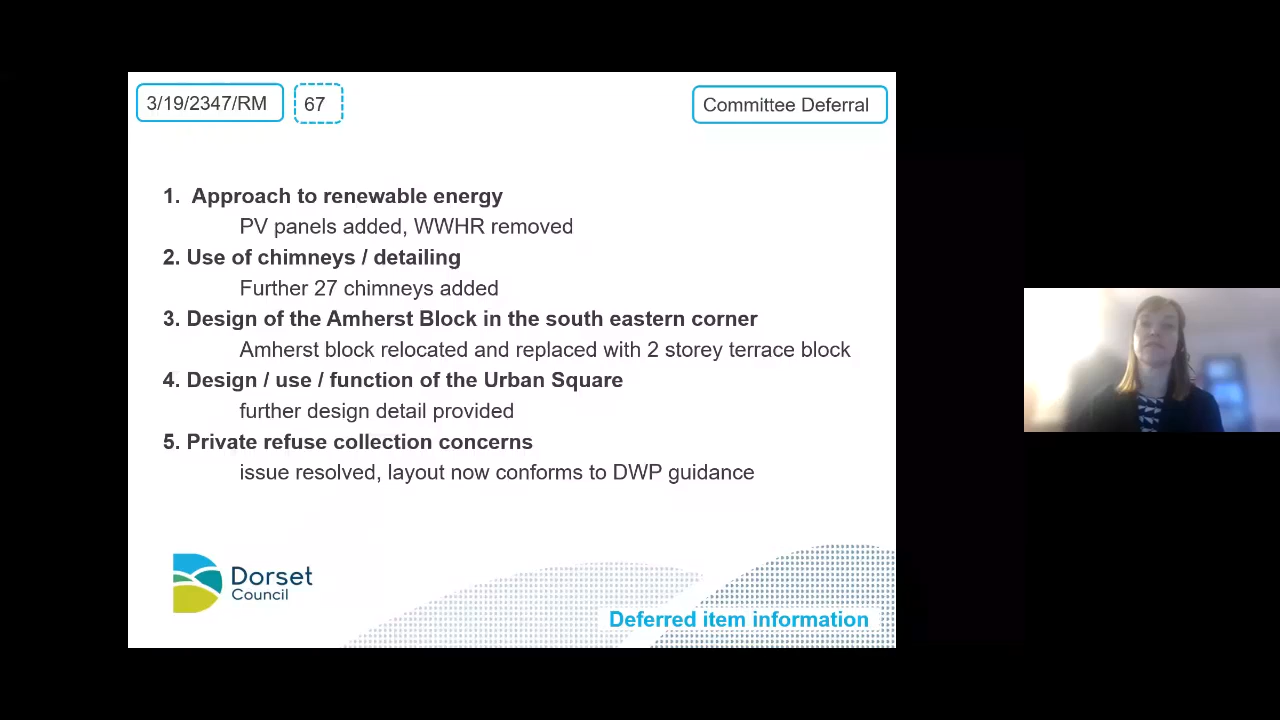 3/19/2347/RM
67
Committee Deferral
1. Approach to renewable energy
PV panels added, WWHR removed
2. Use of chimneys / detailing
Further 27 chimneys added
3. Design of the Amherst Block in the south eastern corner
Amherst block relocated and replaced with 2 storey terrace block
4. Design / use / function of the Urban Square
further design detail provided
5. Private refuse collection concerns
issue resolved, layout now conforms to DWP guidance
Dorset
Council
Deferred item information